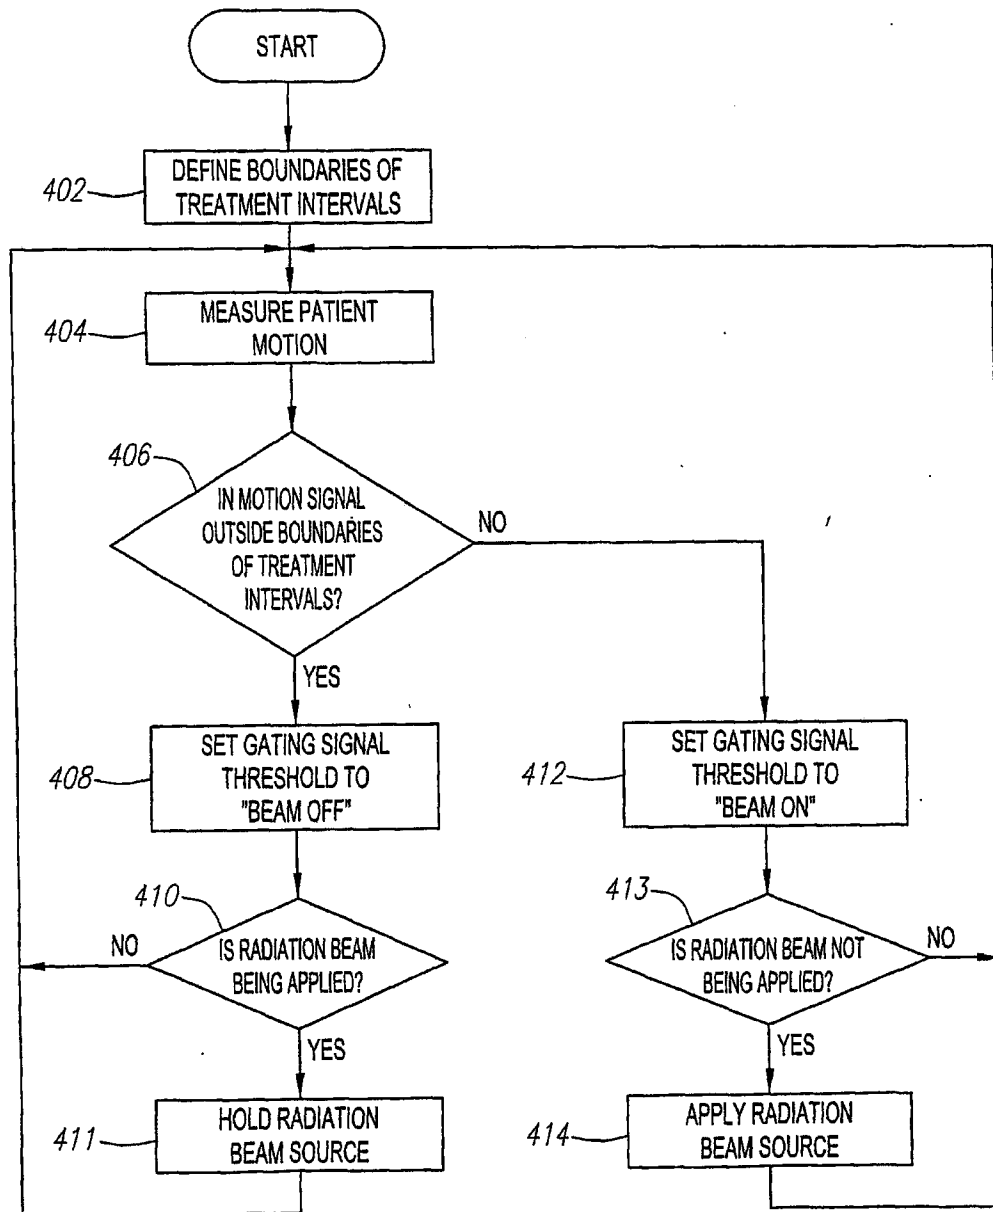 START
402
DEFINE BOUNDARIES OF
TREATMENT INTERVALS
404
MEASURE PATIENT
MOTION
406
IN MOTION SIGNAL
OUTSIDE BOUNDARIES
OF TREATMENT
INTERVALS?
NO
YES
408
SET GATING SIGNAL
THRESHOLD TO
"BEAM OFF"
412
SET GATING SIGNAL
THRESHOLD TO
"BEAM ON"
410
NO
IS RADIATION BEAM
BEING APPLIED?
YES
413
IS RADIATION BEAM NOT
BEING APPLIED?
NO
YES
411
HOLD RADIATION
BEAM SOURCE
414
APPLY RADIATION
BEAM SOURCE